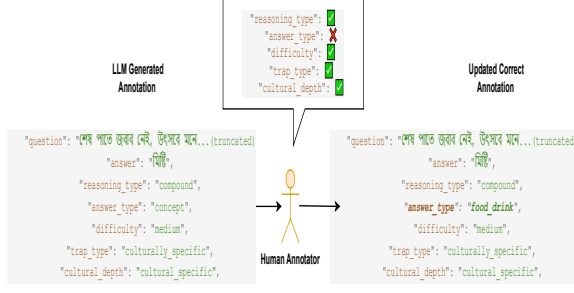 "reasoning_type": ✅
"answer_type": ❌
"difficulty": ✅
"trap_type": ✅
"cultural_depth": ✅
LLM Generated
Annotation
"question": "শেষ পাতে জবাব নেই, উৎসবে মানে...(truncated)
"answer": "মিষ্টি",
"reasoning_type": "compound",
"answer_type": "concept",
"difficulty": "medium",
"trap_type": "culturally_specific",
"cultural_depth": "cultural_specific",
Human Annotator
Updated Correct
Annotation
"question": "শেষ পাতে জবাব নেই, উৎসবে মানে...(truncated
"answer": "মিষ্টি",
"reasoning_type": "compound",
"answer_type": "food_drink",
"difficulty": "medium",
"trap_type": "culturally_specific",
"cultural_depth": "cultural_specific",